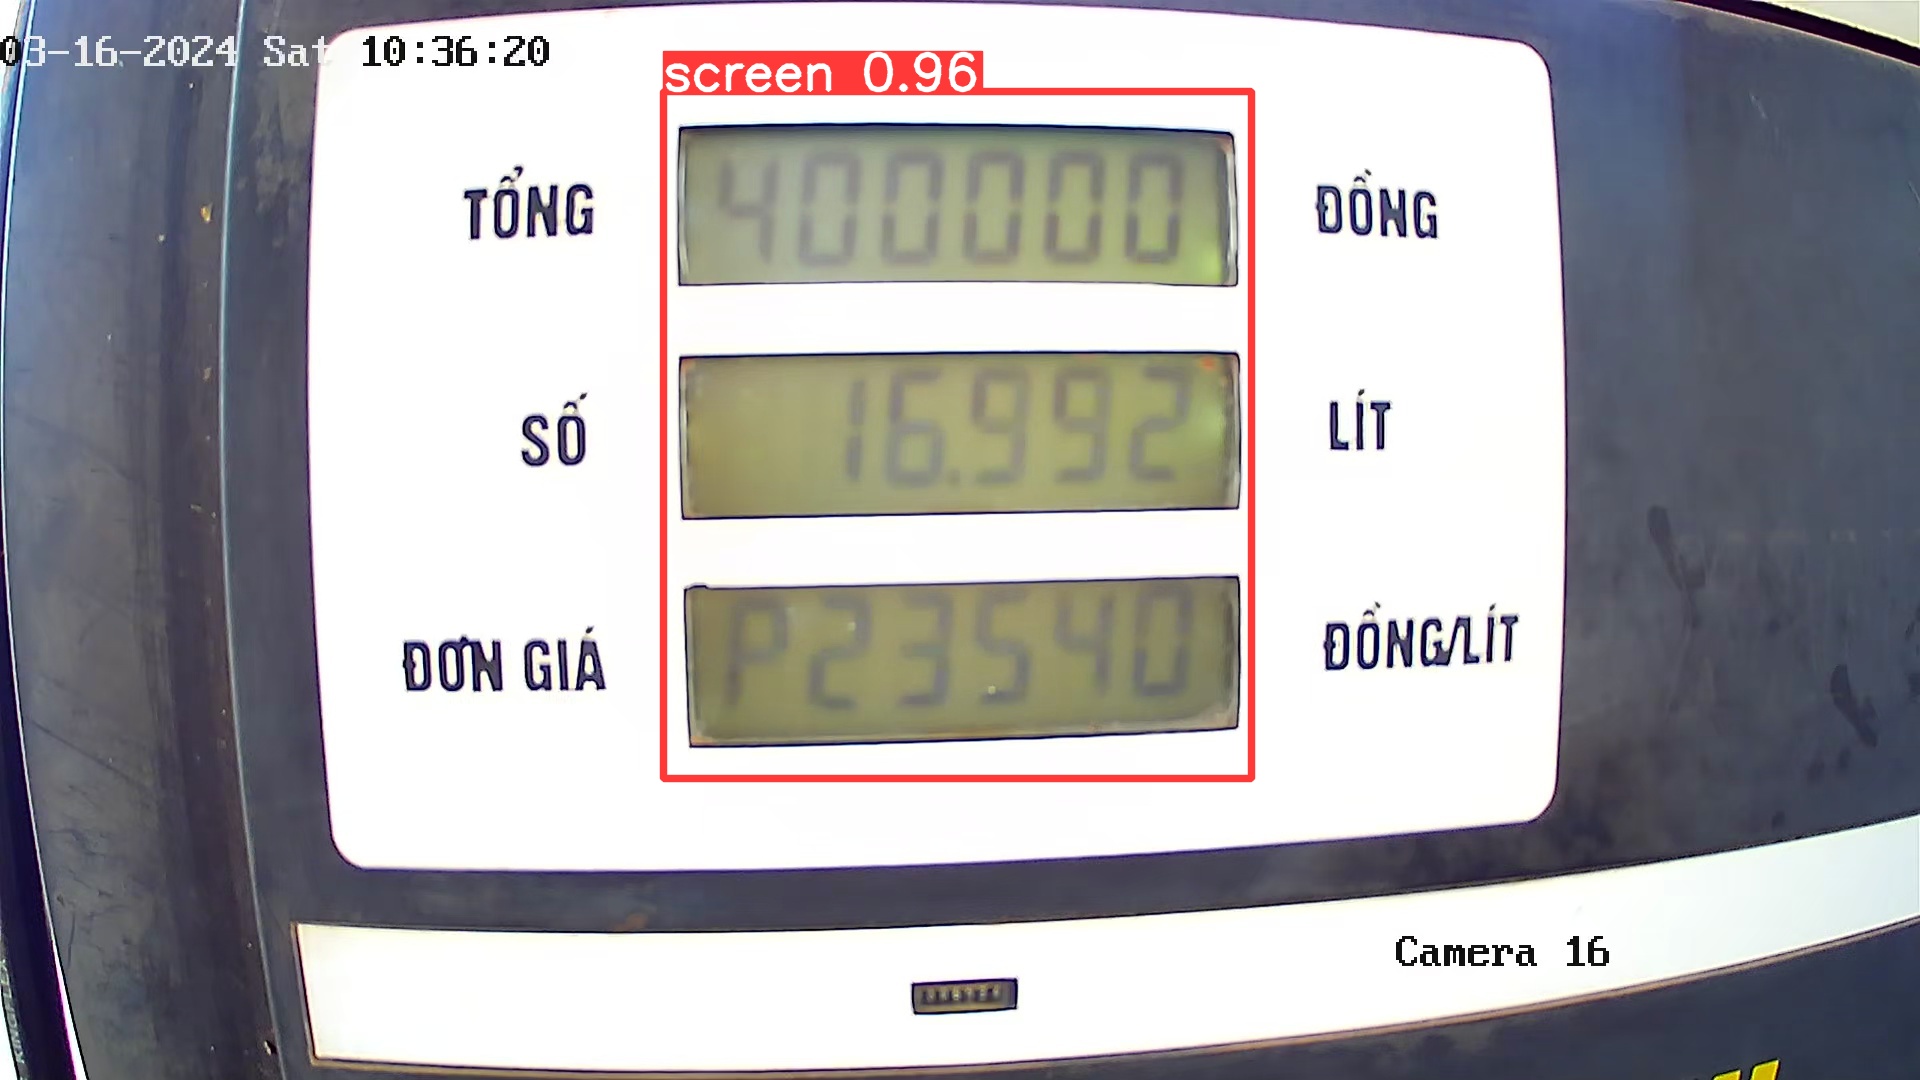 03-16-2024 Sat 10:36:20
screen 0.96
TỔNG 400000 ĐỒNG
SỐ 16.992 LÍT
ĐƠN GIÁ P23540 ĐỒNG/LÍT
Camera 16